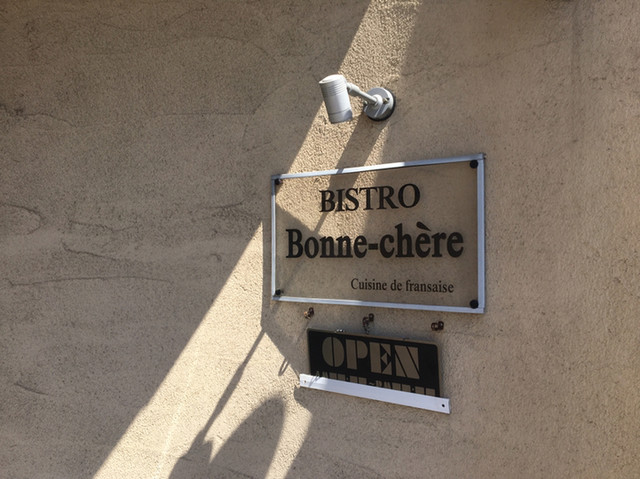 BISTRO
Bonne-chère
Cuisine de fransaise
OPEN